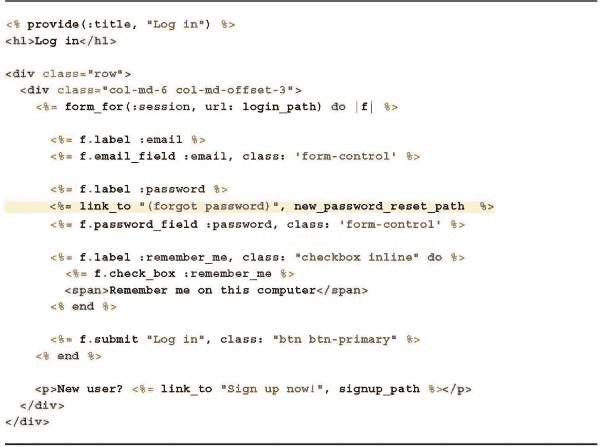 <% provide(:title, "Log in") %>
<h1>Log in</h1>

<div class="row">
  <div class="col-md-6 col-md-offset-3">
    <%= form_for(:session, url: login_path) do |f| %>

      <%= f.label :email %>
      <%= f.email_field :email, class: 'form-control' %>

      <%= f.label :password %>
      <%= link_to "(forgot password)", new_password_reset_path  %>
      <%= f.password_field :password, class: 'form-control' %>

      <%= f.label :remember_me, class: "checkbox inline" do %>
        <%= f.check_box :remember_me %>
        <span>Remember me on this computer</span>
      <% end %>

      <%= f.submit "Log in", class: "btn btn-primary" %>
    <% end %>

    <p>New user? <%= link_to "Sign up now!", signup_path %></p>
  </div>
</div>